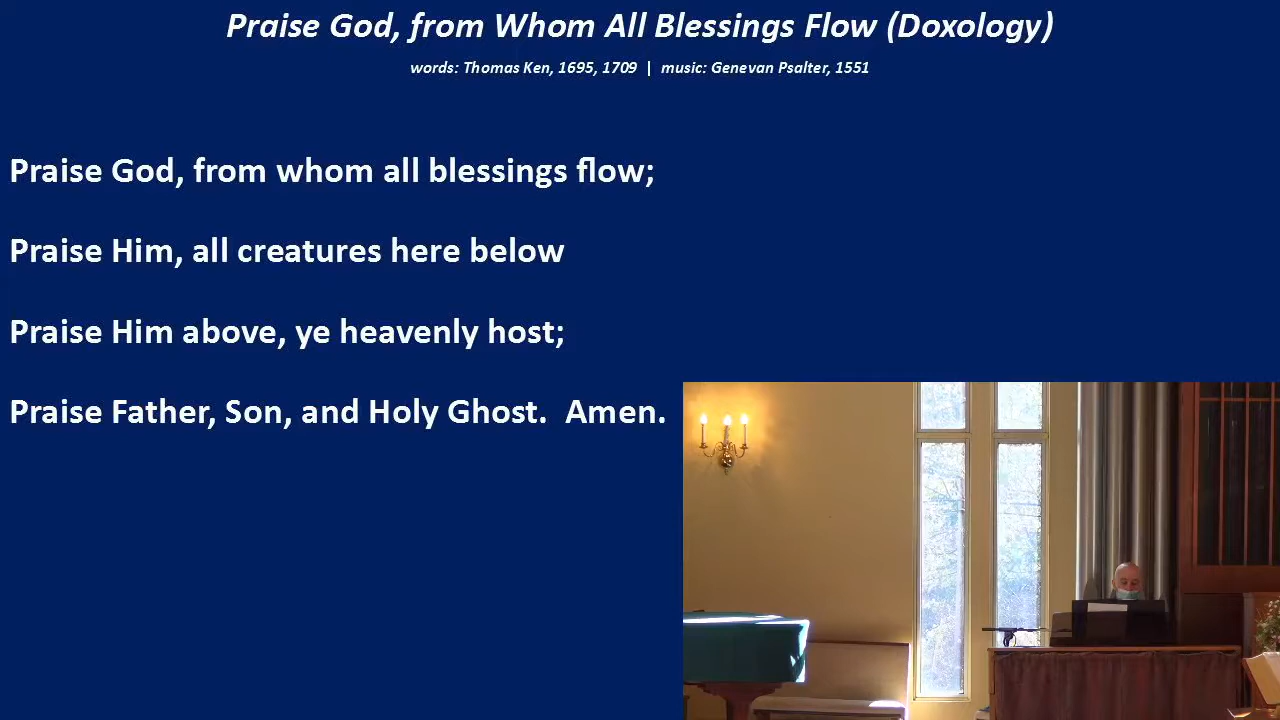 Praise God, from Whom All Blessings Flow (Doxology)
words: Thomas Ken, 1695, 1709 | music: Genevan Psalter, 1551
Praise God, from whom all blessings flow;
Praise Him, all creatures here below
Praise Him above, ye heavenly host;
Praise Father, Son, and Holy Ghost. Amen.